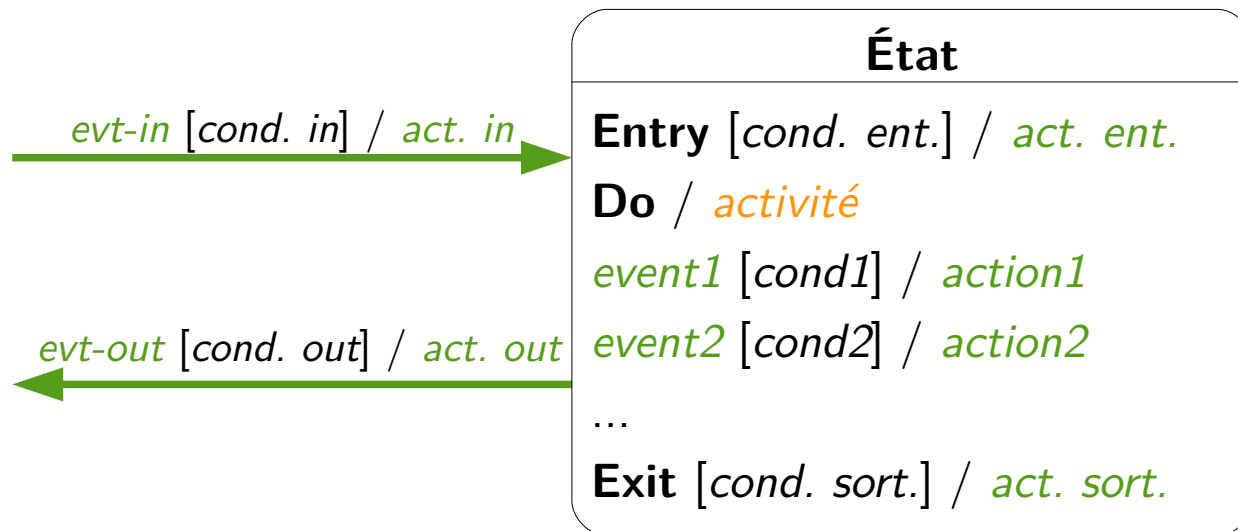 État
evt-in [cond. in] / act. in
Entry [cond. ent.] / act. ent.
Do / activité
event1 [cond1] / action1
evt-out [cond. out] / act. out
event2 [cond2] / action2
...
Exit [cond. sort.] / act. sort.